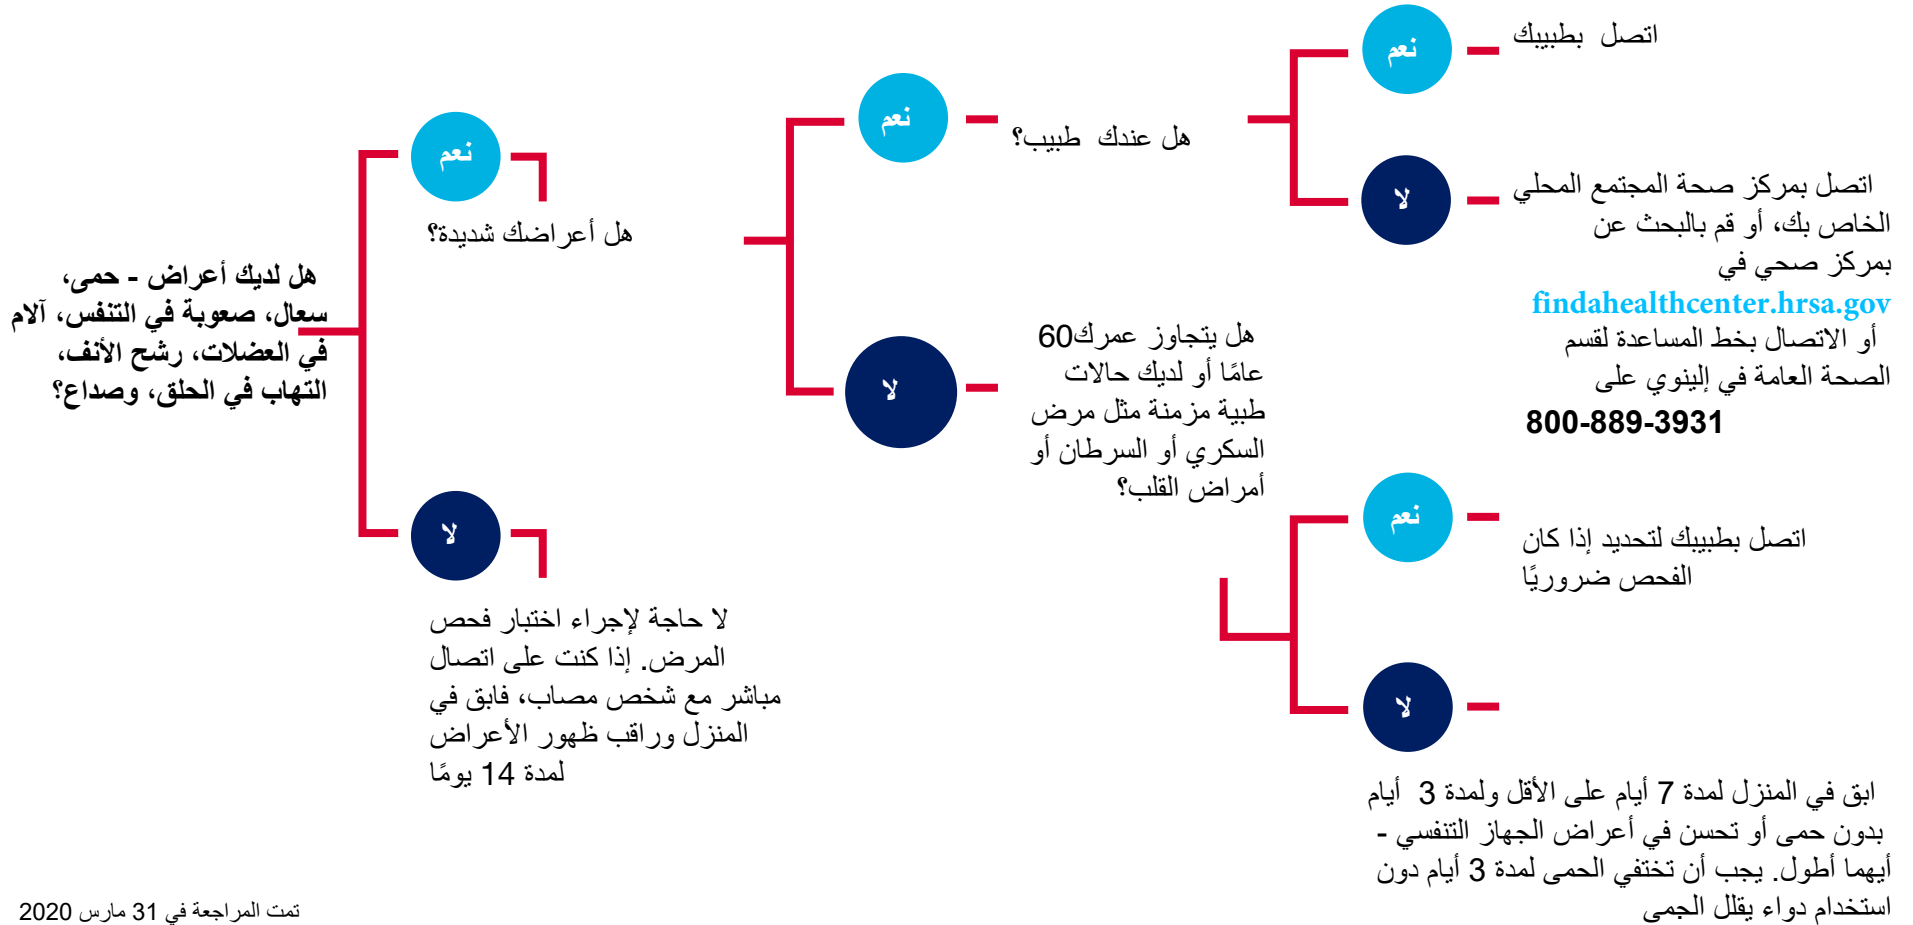 هل لديك أعراض - حمى،
سعال، صعوبة في التنفس، آلام
في العضلات، رشح الأنف،
التهاب في الحلق، وصداع؟
نعم
هل أعراضك شديدة؟
لا
لا حاجة لإجراء اختبار فحص
المرض. إذا كنت على اتصال
مباشر مع شخص مصاب، فابق في
المنزل وراقب ظهور الأعراض
لمدة 14 يومًا
نعم
هل عندك طبيب؟
لا
هل يتجاوز عمرك60
عامًا أو لديك حالات
طبية مزمنة مثل مرض
السكري أو السرطان أو
أمراض القلب؟
نعم
اتصل بطبيبك
لا
اتصل بمركز صحة المجتمع المحلي
الخاص بك، أو قم بالبحث عن
بمركز صحي في
findahealthcenter.hrsa.gov
أو الاتصال بخط المساعدة لقسم
الصحة العامة في إلينوي على
800-889-3931
نعم
اتصل بطبيبك لتحديد إذا كان
الفحص ضروريًا
لا
ابق في المنزل لمدة 7 أيام على الأقل ولمدة 3 أيام
بدون حمى أو تحسن في أعراض الجهاز التنفسي -
أيهما أطول. يجب أن تختفي الحمى لمدة 3 أيام دون
استخدام دواء يقلل الجمى
تمت المراجعة في 31 مارس 2020